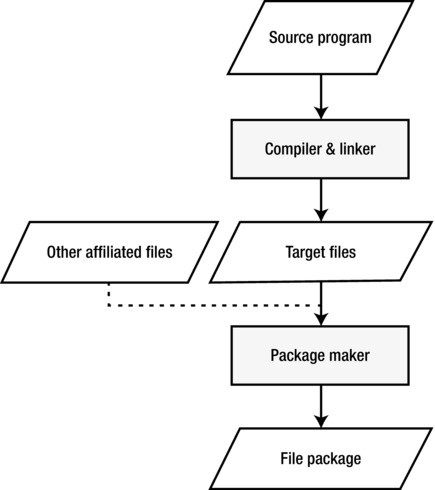 Source program
Compiler & linker
Other affiliated files
Target files
Package maker
File package